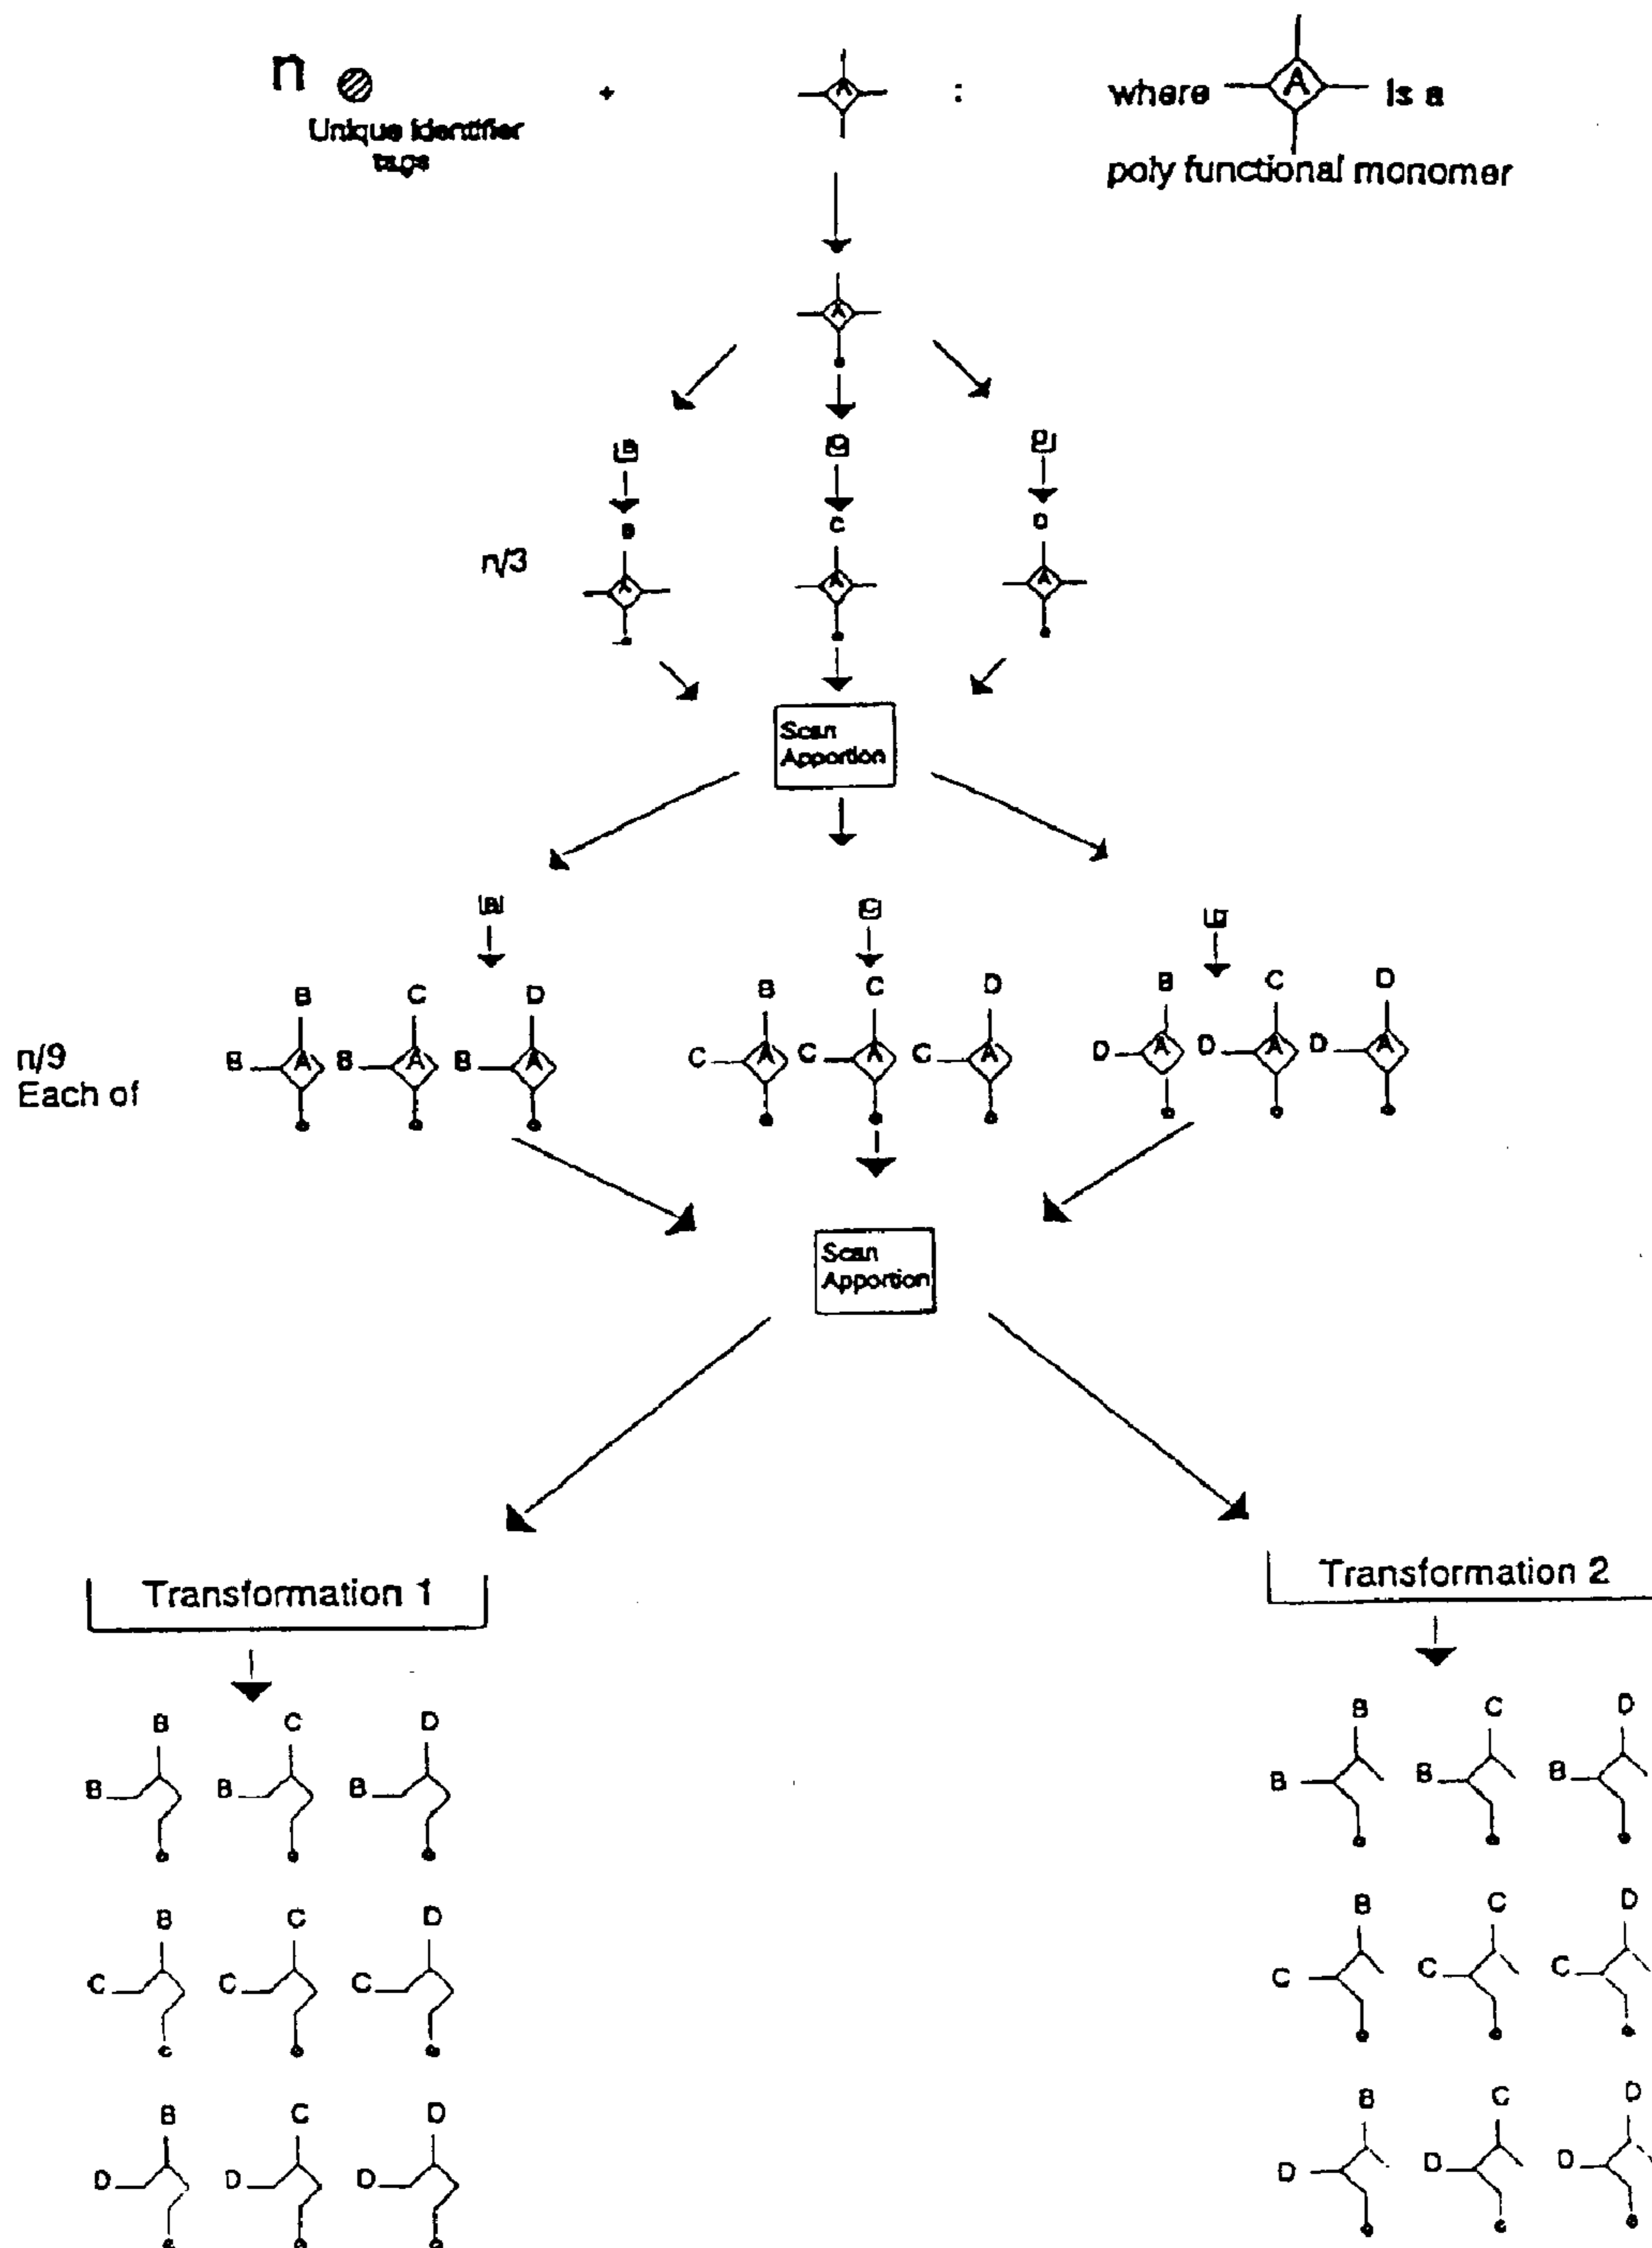 n
+
A
:
where
A
is a
Unique identifier
tags
poly functional monomer
A
B
C
D
B
C
D
n/3
A
A
A
Scan
Apportion
B
C
B
C
D
B
C
D
B
C
D
n/9
Each of
B
A
B
A
B
A
C
A
C
A
C
A
D
A
D
A
D
A
Scan
Apportion
Transformation 1
Transformation 2
B C D
B B B
B C D
B B B
B C D
C C C
B C D
C C C
B C D
D D D
B C D
D D D